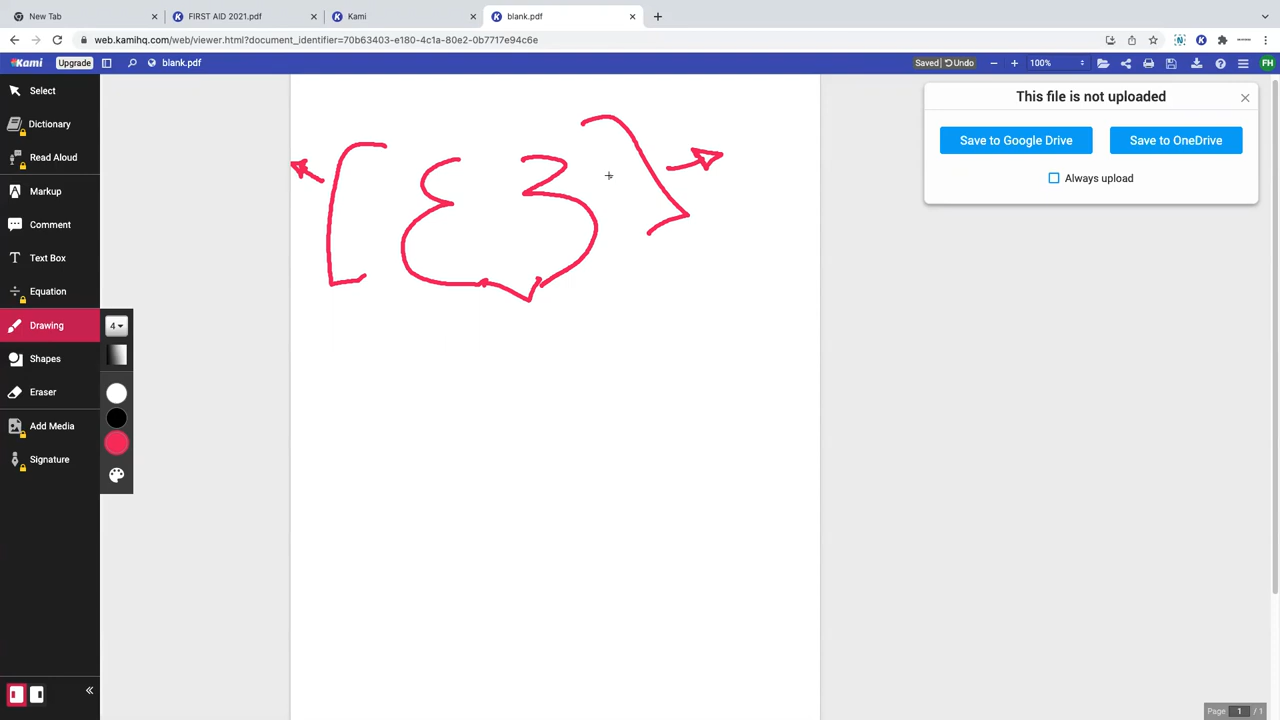 New Tab
FIRST AID 2021.pdf
Kami
blank.pdf
web.kamihq.com/web/viewer.html?document_identifier=70b63403-e180-4c1a-80e2-0b7717e94c6e
Kami
Upgrade
blank.pdf
Saved
Undo
100%
FH
Select
Dictionary
Read Aloud
Markup
Comment
Text Box
Equation
Drawing
Shapes
Eraser
Add Media
Signature
4
This file is not uploaded
Save to Google Drive
Save to OneDrive
Always upload
Page 1 / 1